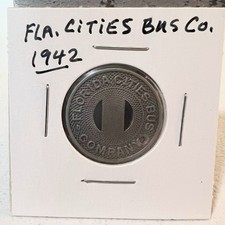 FLA. CITIES BUS CO.
1942
FLORIDA CITIES BUS
COMPANY